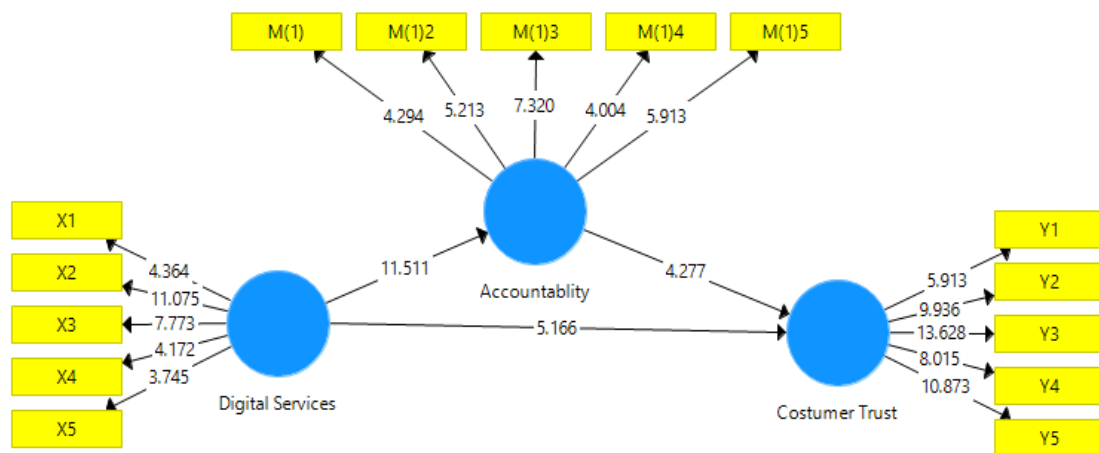 M(1)
M(1)2
M(1)3
M(1)4
M(1)5
4.294
5.213
7.320
4.004
5.913
X1
X2
X3
X4
X5
4.364
11.075
7.773
4.172
3.745
Digital Services
11.511
Accountablity
4.277
5.166
Costumer Trust
5.913
9.936
13.628
8.015
10.873
Y1
Y2
Y3
Y4
Y5